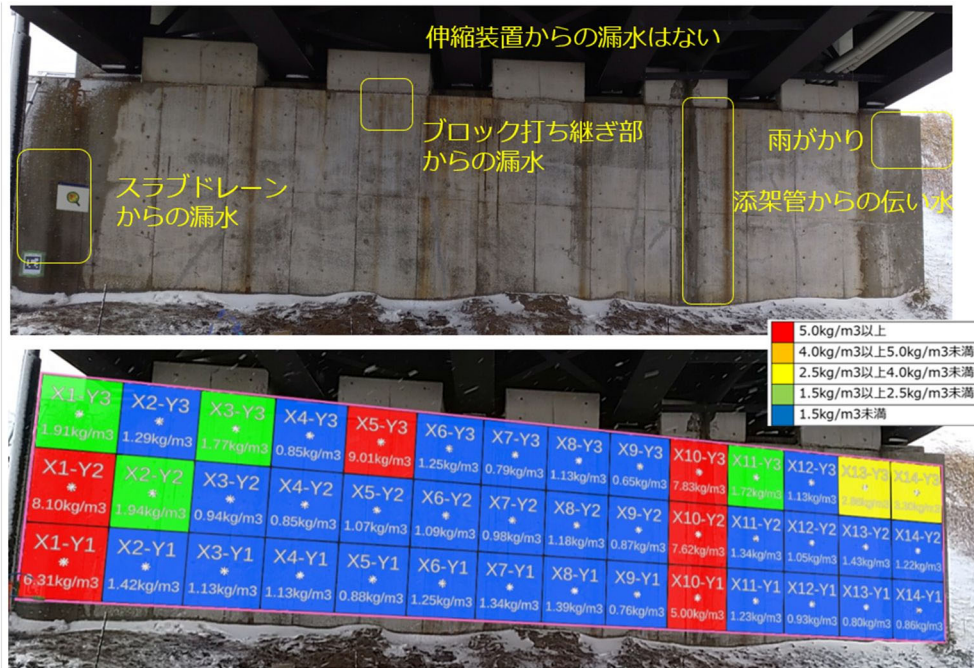 伸縮装置からの漏水はない
ブロック打ち継ぎ部
からの漏水
雨がかり
スラブドレーン
からの漏水
添架管からの伝い水
5.0kg/m3以上
4.0kg/m3以上5.0kg/m3未満
2.5kg/m3以上4.0kg/m3未満
1.5kg/m3以上2.5kg/m3未満
1.5kg/m3未満
X1-Y3 X2-Y3 X3-Y3 X4-Y3 X5-Y3 X6-Y3 X7-Y3 X8-Y3 X9-Y3 X10-Y3 X11-Y3 X12-Y3 X13-Y3 X14-Y3
1.91kg/m3 1.29kg/m3 1.77kg/m3 0.85kg/m3 9.01kg/m3 1.25kg/m3 0.79kg/m3 1.13kg/m3 0.65kg/m3 7.83kg/m3 1.72kg/m3 1.13kg/m3
X1-Y2 X2-Y2 X3-Y2 X4-Y2 X5-Y2 X6-Y2 X7-Y2 X8-Y2 X9-Y2 X10-Y2 X11-Y2 X12-Y2 X13-Y2 X14-Y2
8.10kg/m3 1.94kg/m3 0.94kg/m3 0.85kg/m3 1.07kg/m3 1.09kg/m3 0.98kg/m3 1.18kg/m3 0.87kg/m3 7.62kg/m3 1.34kg/m3 1.05kg/m3 1.43kg/m3 1.22kg/m3
X1-Y1 X2-Y1 X3-Y1 X4-Y1 X5-Y1 X6-Y1 X7-Y1 X8-Y1 X9-Y1 X10-Y1 X11-Y1 X12-Y1 X13-Y1 X14-Y1
6.31kg/m3 1.42kg/m3 1.13kg/m3 1.13kg/m3 0.88kg/m3 1.25kg/m3 1.34kg/m3 1.39kg/m3 0.76kg/m3 5.00kg/m3 1.23kg/m3 0.93kg/m3 0.80kg/m3 0.86kg/m3